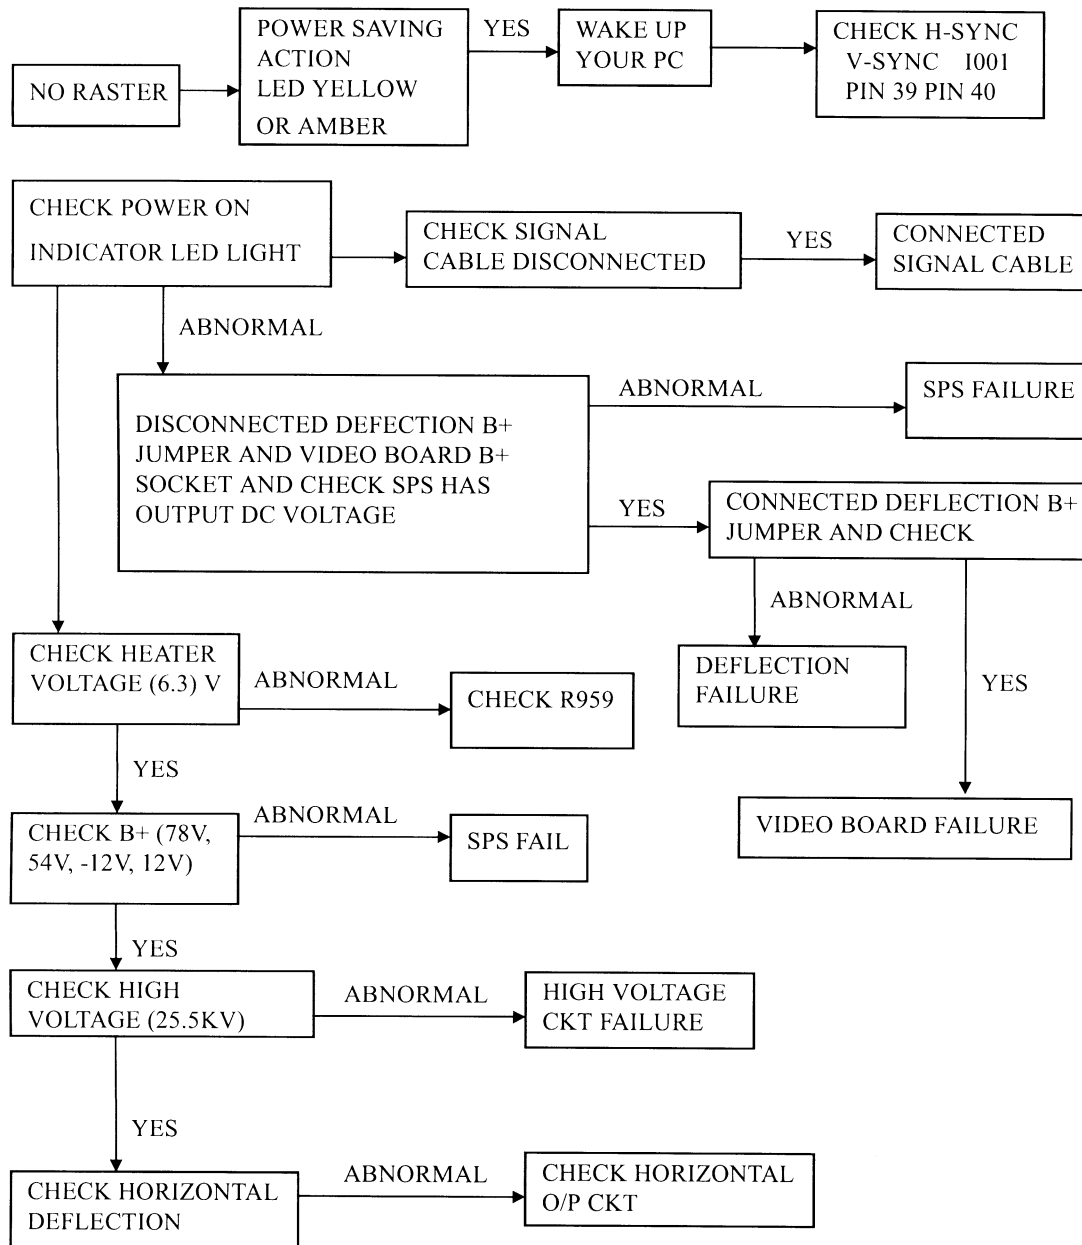 NO RASTER
POWER SAVING
ACTION
LED YELLOW
OR AMBER
YES
WAKE UP
YOUR PC
CHECK H-SYNC
V-SYNC I001
PIN 39 PIN 40
CHECK POWER ON
INDICATOR LED LIGHT
CHECK SIGNAL
CABLE DISCONNECTED
YES
CONNECTED
SIGNAL CABLE
ABNORMAL
DISCONNECTED DEFECTION B+
JUMPER AND VIDEO BOARD B+
SOCKET AND CHECK SPS HAS
OUTPUT DC VOLTAGE
ABNORMAL
SPS FAILURE
YES
CONNECTED DEFLECTION B+
JUMPER AND CHECK
ABNORMAL
DEFLECTION
FAILURE
YES
VIDEO BOARD FAILURE
CHECK HEATER
VOLTAGE (6.3) V
ABNORMAL
CHECK R959
YES
CHECK B+ (78V,
54V, -12V, 12V)
ABNORMAL
SPS FAIL
YES
CHECK HIGH
VOLTAGE (25.5KV)
ABNORMAL
HIGH VOLTAGE
CKT FAILURE
YES
CHECK HORIZONTAL
DEFLECTION
ABNORMAL
CHECK HORIZONTAL
O/P CKT